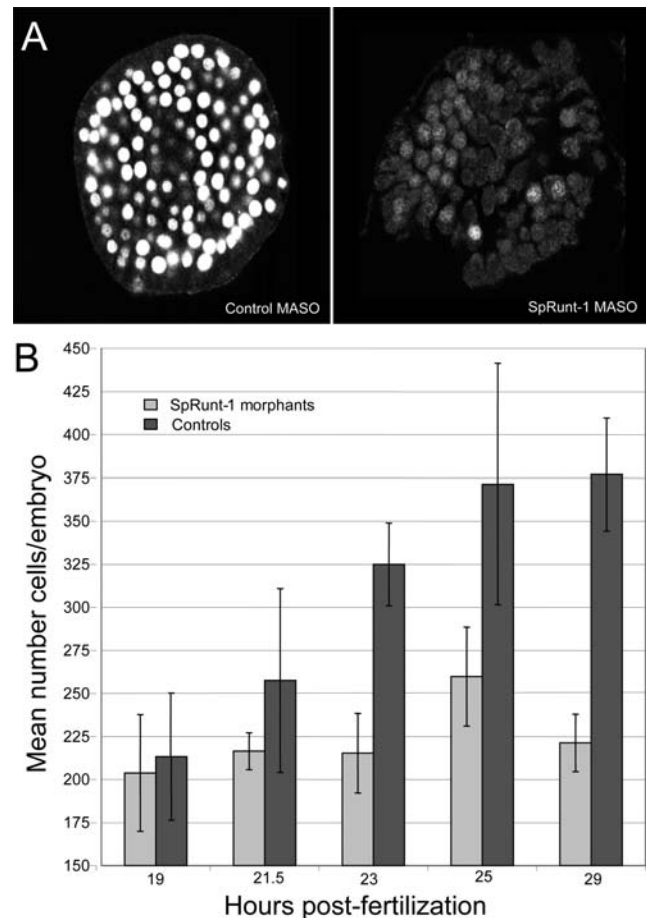 A
Control MASO
SpRunt-1 MASO
B
450
425
400
375
350
325
300
275
250
225
200
175
150
Mean number cells/embryo
SpRunt-1 morphants
Controls
19
21.5
23
25
29
Hours post-fertilization